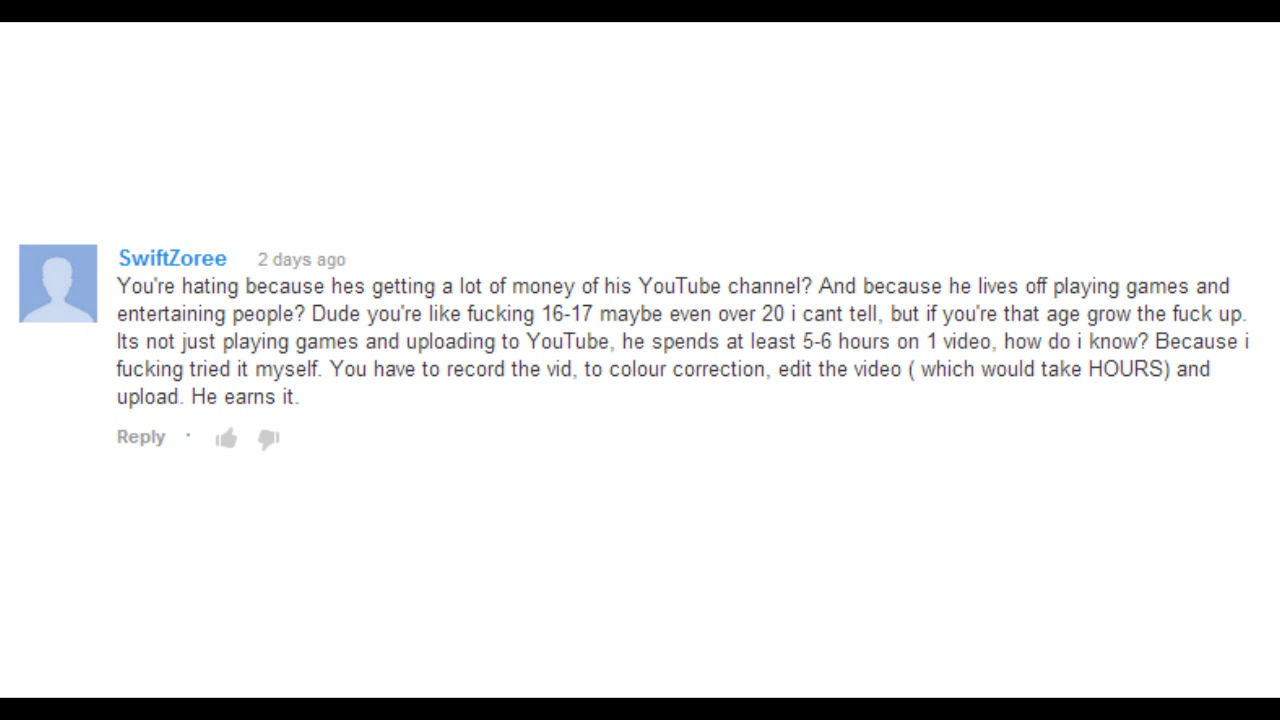 SwiftZoree 2 days ago
You're hating because hes getting a lot of money of his YouTube channel? And because he lives off playing games and
entertaining people? Dude you're like fucking 16-17 maybe even over 20 i cant tell, but if you're that age grow the fuck up.
Its not just playing games and uploading to YouTube, he spends at least 5-6 hours on 1 video, how do i know? Because i
fucking tried it myself. You have to record the vid, to colour correction, edit the video ( which would take HOURS) and
upload. He earns it.
Reply ·